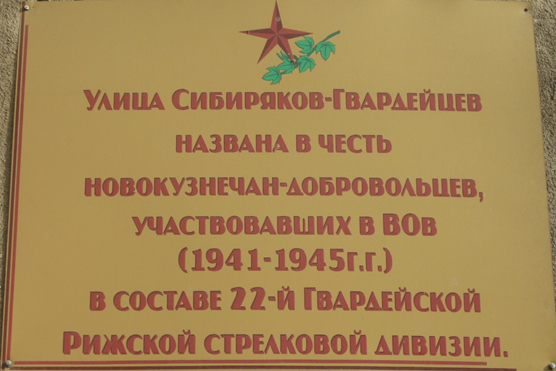 Улица Сибиряков-Гвардейцев
названа в честь
новокузнечан-добровольцев,
участвовавших в ВОв
(1941-1945г.г.)
в составе 22-й Гвардейской
Рижской стрелковой дивизии.